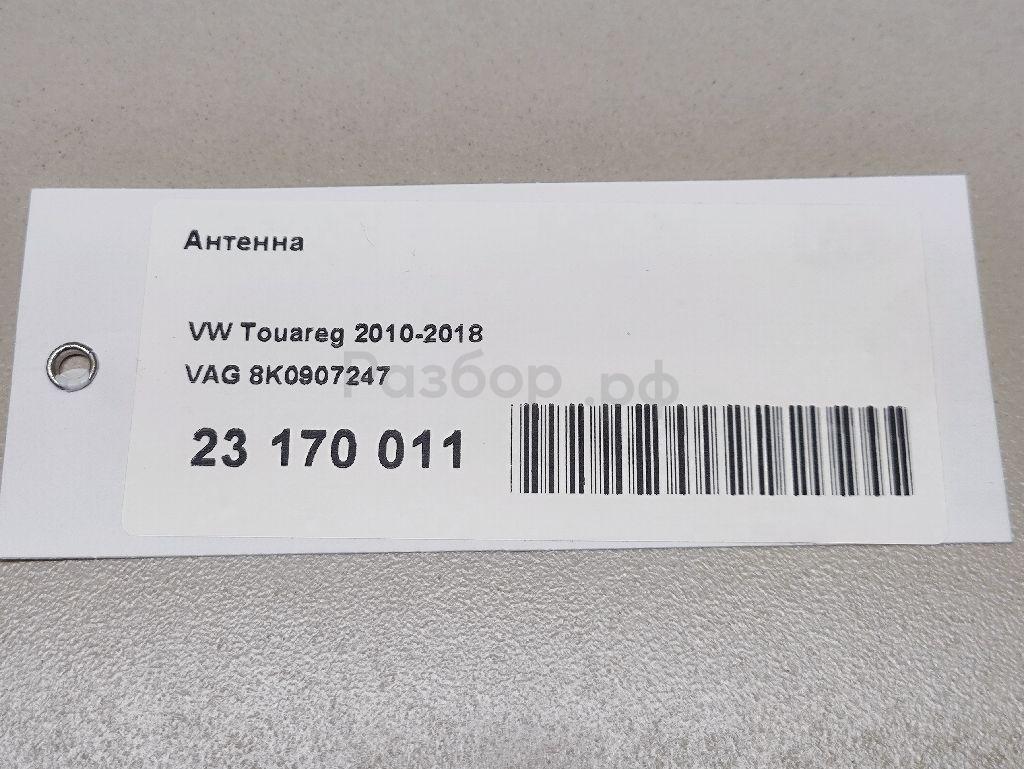 Антенна
VW Touareg 2010-2018
VAG 8K0907247
Разбор.рф
23 170 011